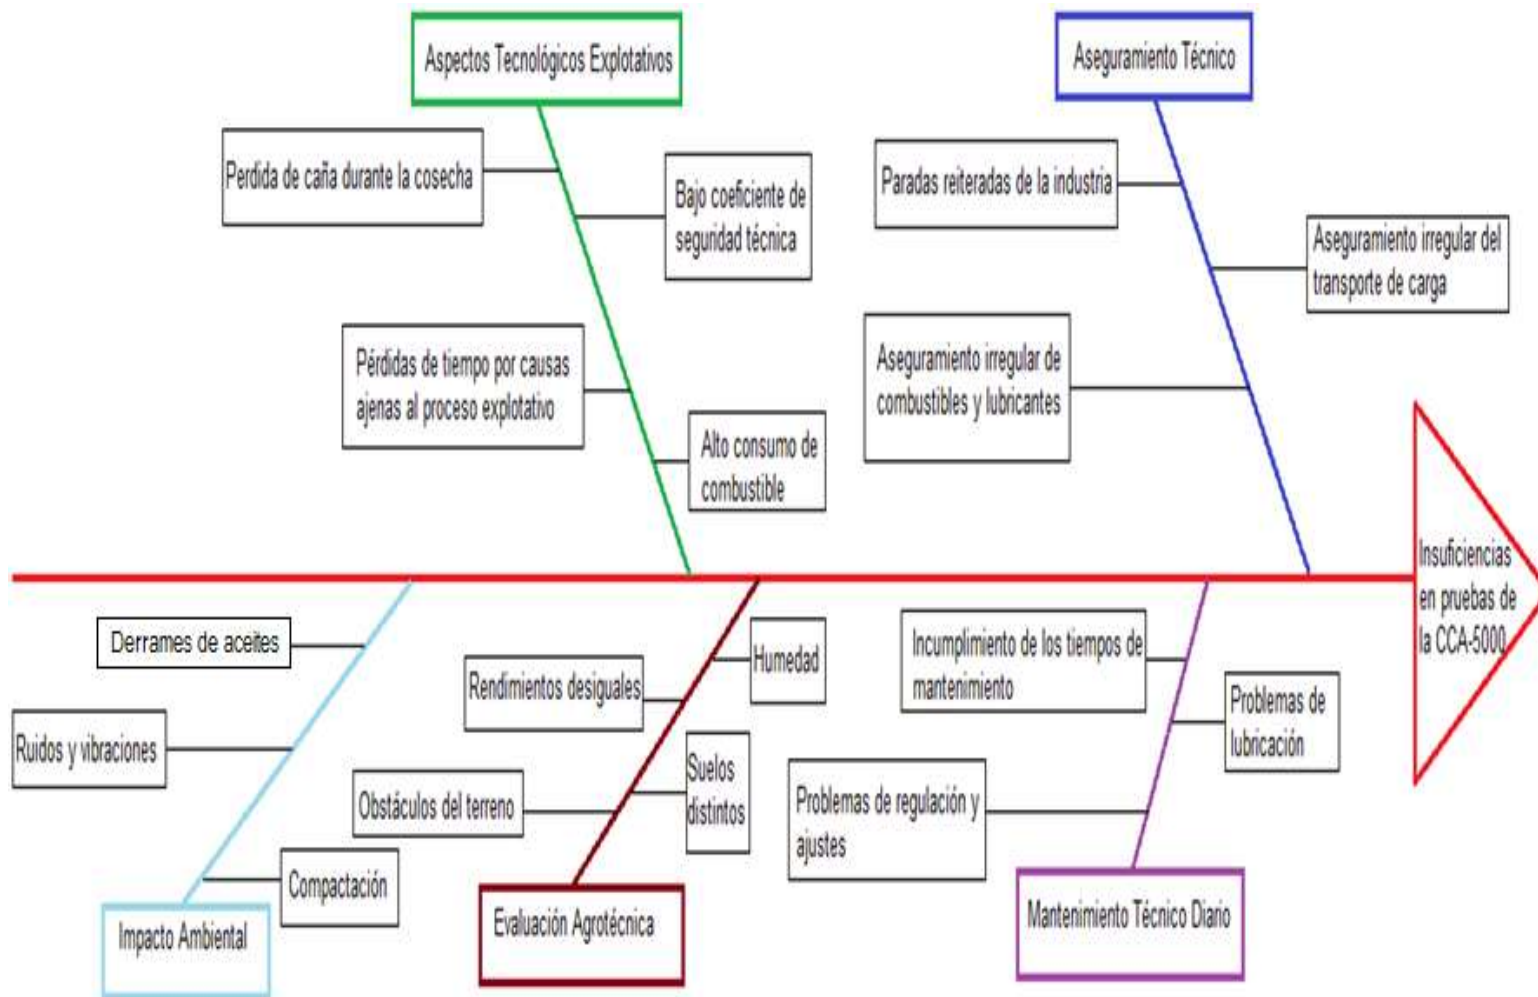 Aspectos Tecnológicos Explotativos
Aseguramiento Técnico
Perdida de caña durante la cosecha
Bajo coeficiente de
seguridad técnica
Pérdidas de tiempo por causas
ajenas al proceso explotativo
Alto consumo de
combustible
Paradas reiteradas de la industria
Aseguramiento irregular del
transporte de carga
Aseguramiento irregular de
combustibles y lubricantes
Insuficiencias
en pruebas de
la CCA-5000
Derrames de aceites
Ruidos y vibraciones
Compactación
Impacto Ambiental
Humedad
Rendimientos desiguales
Suelos
distintos
Obstáculos del terreno
Evaluación Agrotécnica
Incumplimiento de los tiempos de
mantenimiento
Problemas de
lubricación
Problemas de regulación y
ajustes
Mantenimiento Técnico Diario